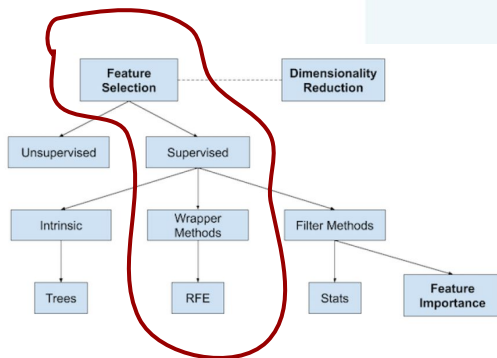 Feature
Selection
Dimensionality
Reduction
Unsupervised
Supervised
Intrinsic
Wrapper
Methods
Filter Methods
Trees
RFE
Stats
Feature
Importance